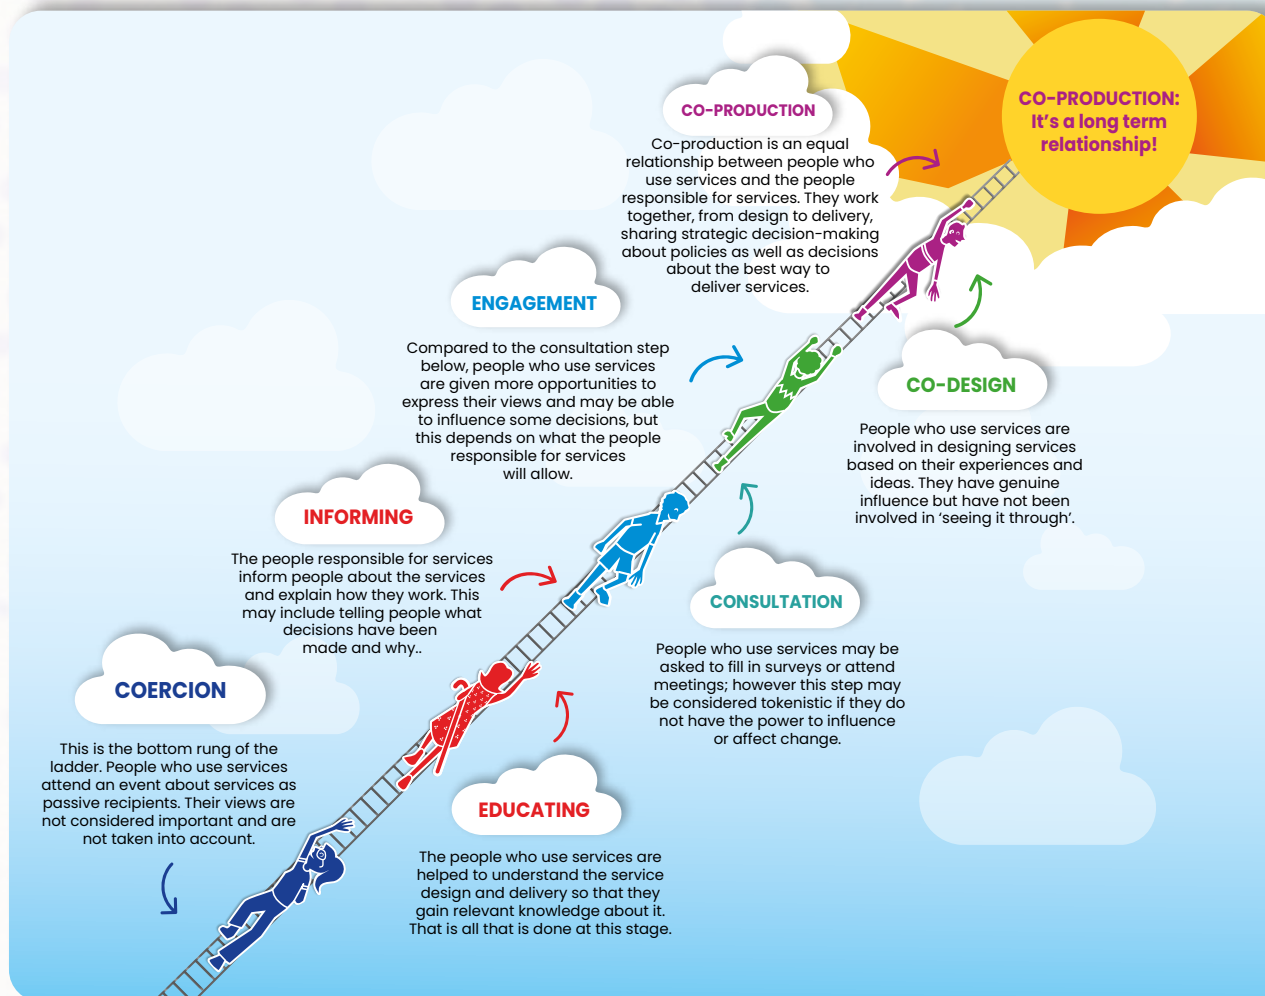 CO-PRODUCTION:
It's a long term
relationship!
CO-PRODUCTION
Co-production is an equal
relationship between people who
use services and the people
responsible for services. They work
together, from design to delivery,
sharing strategic decision-making
about policies as well as decisions
about the best way to
deliver services.
ENGAGEMENT
Compared to the consultation step
below, people who use services
are given more opportunities to
express their views and may be able
to influence some decisions, but
this depends on what the people
responsible for services
will allow.
CO-DESIGN
People who use services are
involved in designing services
based on their experiences and
ideas. They have genuine
influence but have not been
involved in ‘seeing it through’.
INFORMING
The people responsible for services
inform people about the services
and explain how they work. This
may include telling people what
decisions have been
made and why..
CONSULTATION
People who use services may be
asked to fill in surveys or attend
meetings; however this step may
be considered tokenistic if they do
not have the power to influence
or affect change.
COERCION
This is the bottom rung of the
ladder. People who use services
attend an event about services as
passive recipients. Their views are
not considered important and are
not taken into account.
EDUCATING
The people who use services are
helped to understand the service
design and delivery so that they
gain relevant knowledge about it.
That is all that is done at this stage.